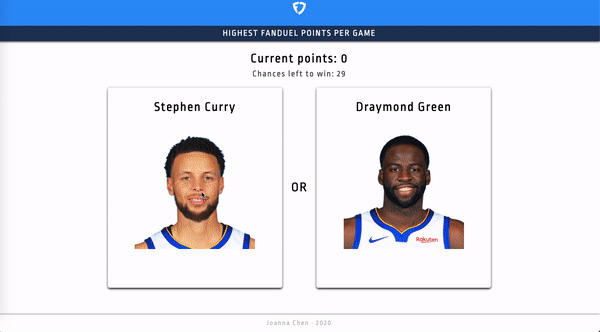 HIGHEST FANDUEL POINTS PER GAME
Current points: 0
Chances left to win: 29
Stephen Curry
Draymond Green
OR
Rakuten
Joanna Chen - 2020